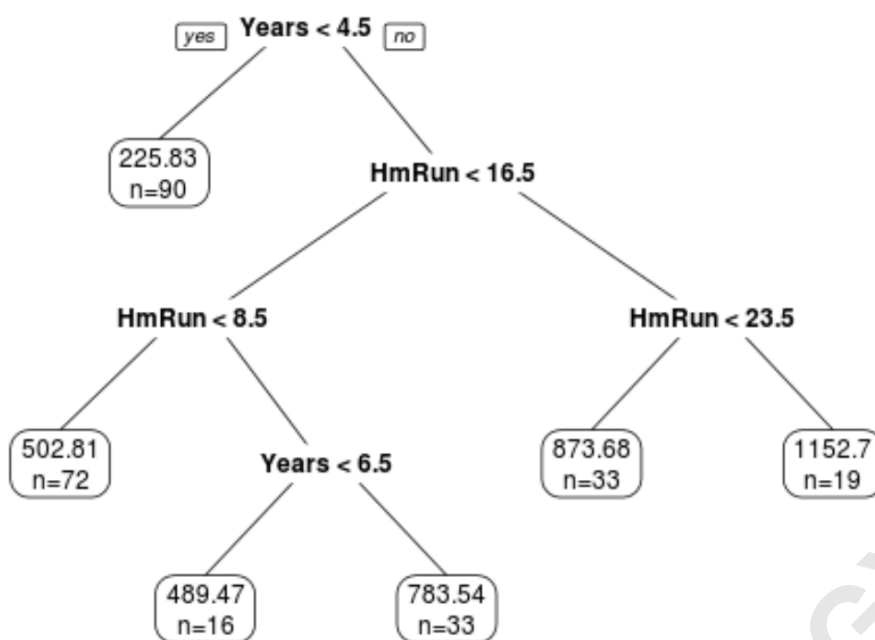 yes Years < 4.5 no
225.83
n=90
HmRun < 16.5
HmRun < 8.5 HmRun < 23.5
502.81 873.68 1152.7
n=72 n=33 n=19
Years < 6.5
489.47 783.54
n=16 n=33